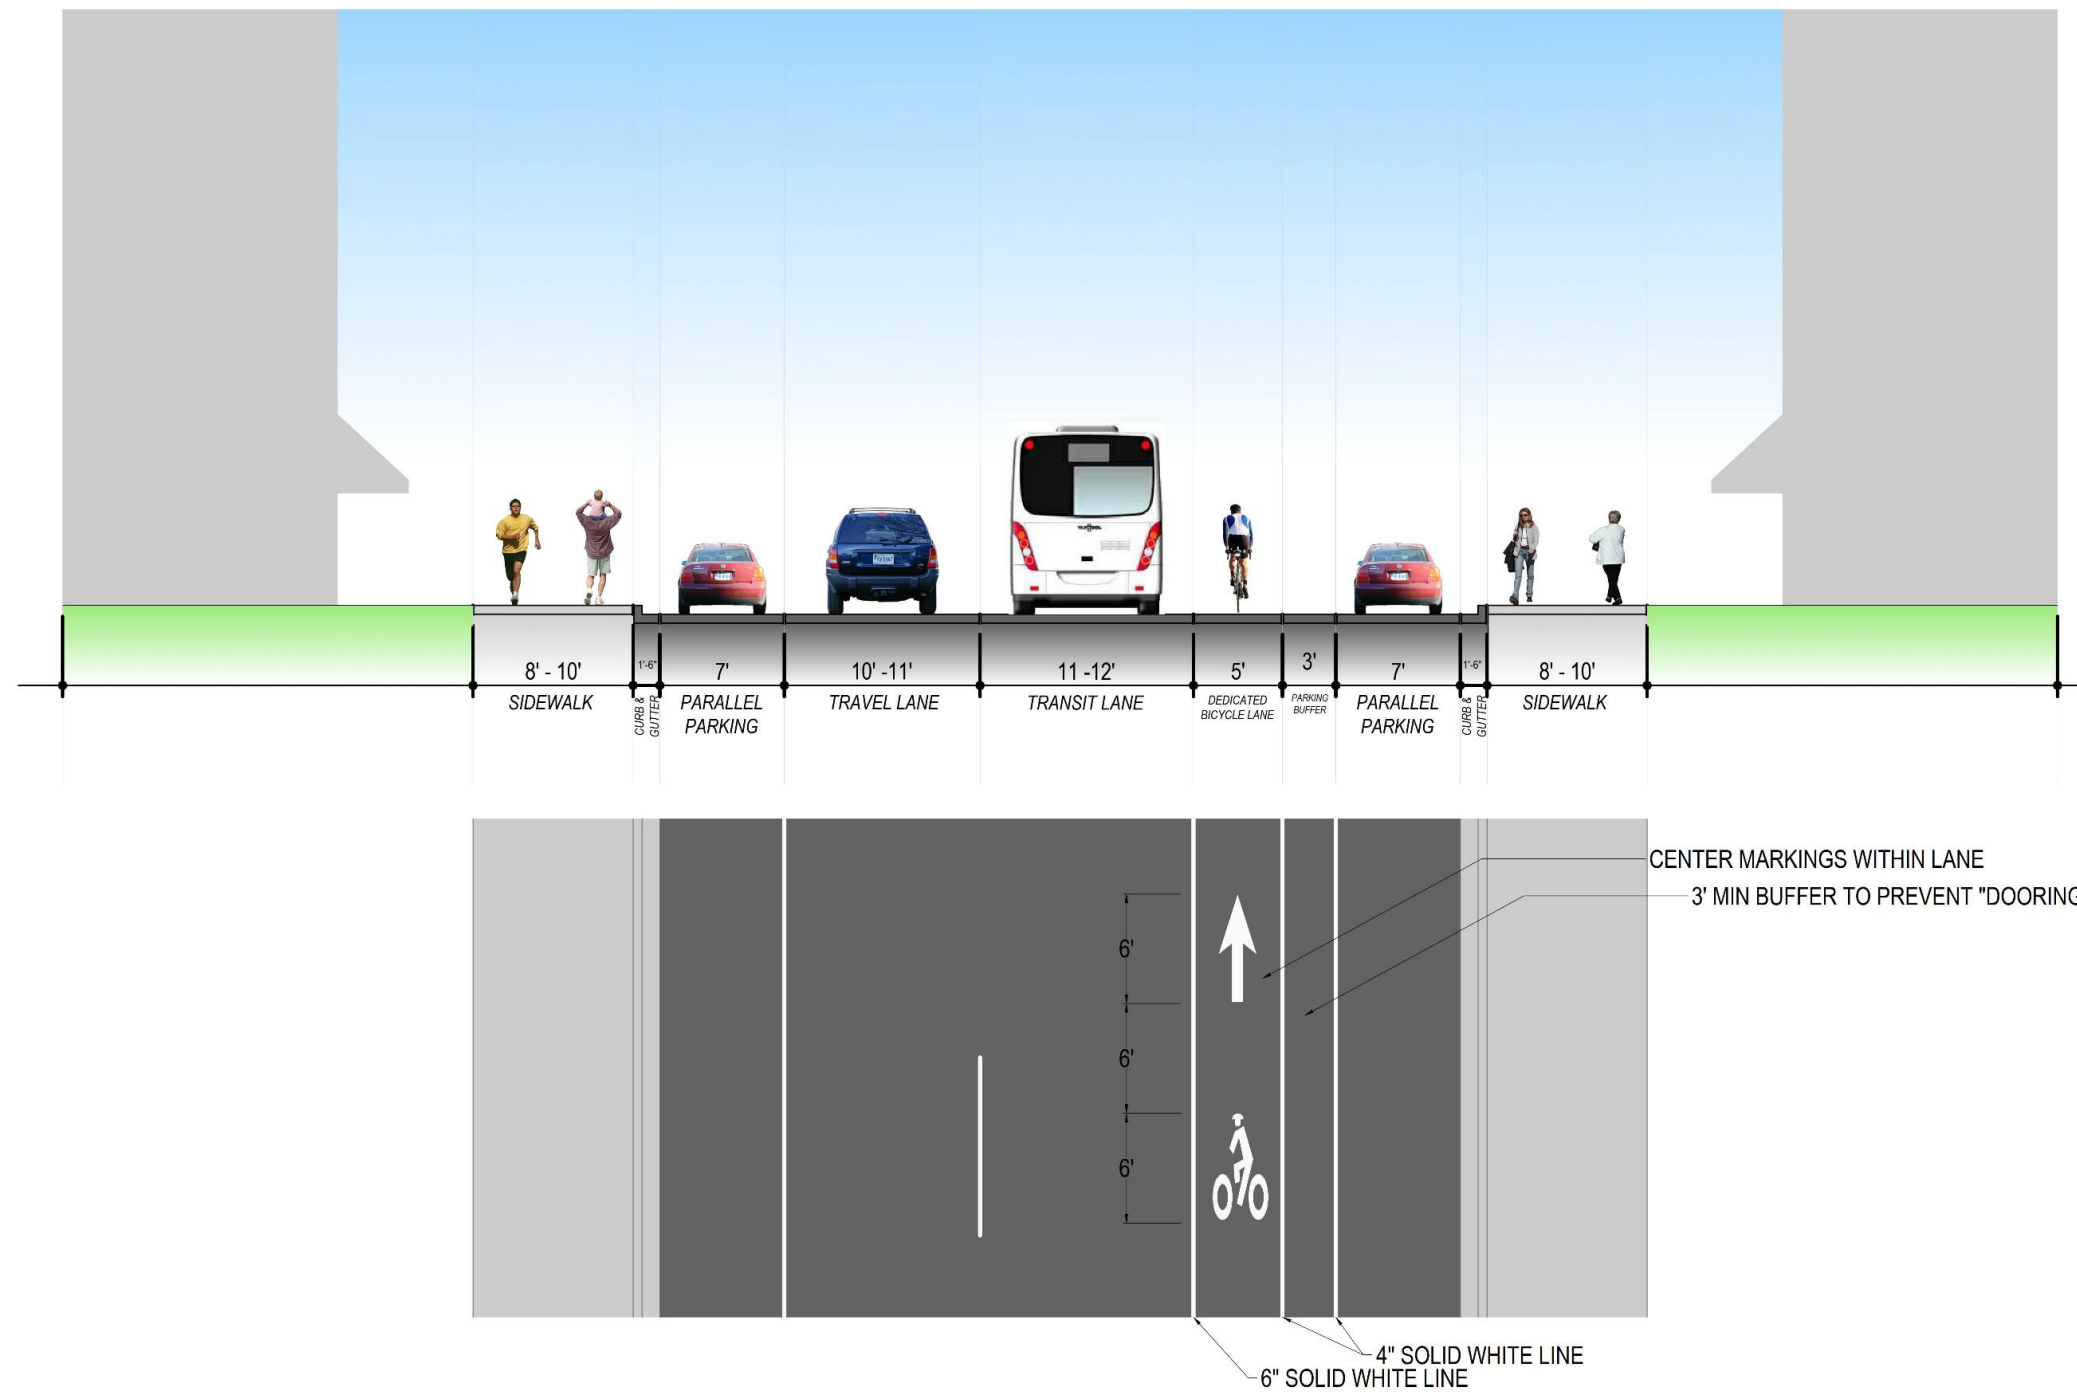 8' - 10'
1'-6"
7'
10' -11'
11 -12'
5'
3'
7'
1'-6"
8' - 10'
SIDEWALK
CURB &
GUTTER
PARALLEL
PARKING
TRAVEL LANE
TRANSIT LANE
DEDICATED
BICYCLE LANE
PARKING
BUFFER
PARALLEL
PARKING
CURB &
GUTTER
SIDEWALK
CENTER MARKINGS WITHIN LANE
3' MIN BUFFER TO PREVENT "DOORING
6'
6'
6'
4" SOLID WHITE LINE
6" SOLID WHITE LINE